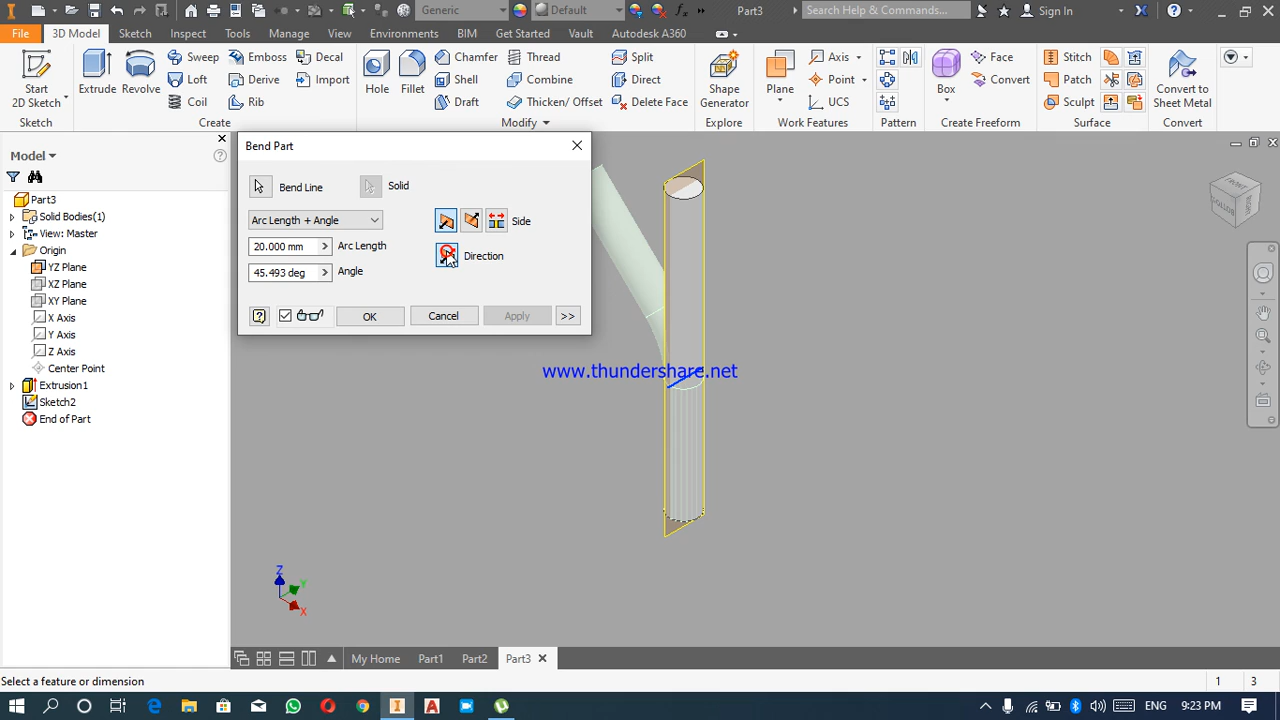 Generic
Default
Part3
Search Help & Commands...
Sign In
File
3D Model
Sketch
Inspect
Tools
Manage
View
Environments
BIM
Get Started
Vault
Autodesk A360
Start
2D Sketch
Extrude
Revolve
Sweep
Loft
Coil
Emboss
Derive
Rib
Decal
Import
Hole
Fillet
Chamfer
Shell
Draft
Thread
Combine
Thicken/ Offset
Split
Direct
Delete Face
Shape
Generator
Plane
Axis
Point
UCS
Box
Face
Convert
Stitch
Patch
Sculpt
Convert to
Sheet Metal
Sketch
Create
Modify
Explore
Work Features
Pattern
Create Freeform
Surface
Convert
Model
Part3
Solid Bodies(1)
View: Master
Origin
YZ Plane
XZ Plane
XY Plane
X Axis
Y Axis
Z Axis
Center Point
Extrusion1
Sketch2
End of Part
Bend Part
Bend Line
Solid
Arc Length + Angle
Side
20.000 mm
Arc Length
Direction
45.493 deg
Angle
OK
Cancel
Apply
>>
www.thundershare.net
FRONT
BOTTOM
Z
Y
X
My Home
Part1
Part2
Part3
Select a feature or dimension
1
3
ENG
9:23 PM